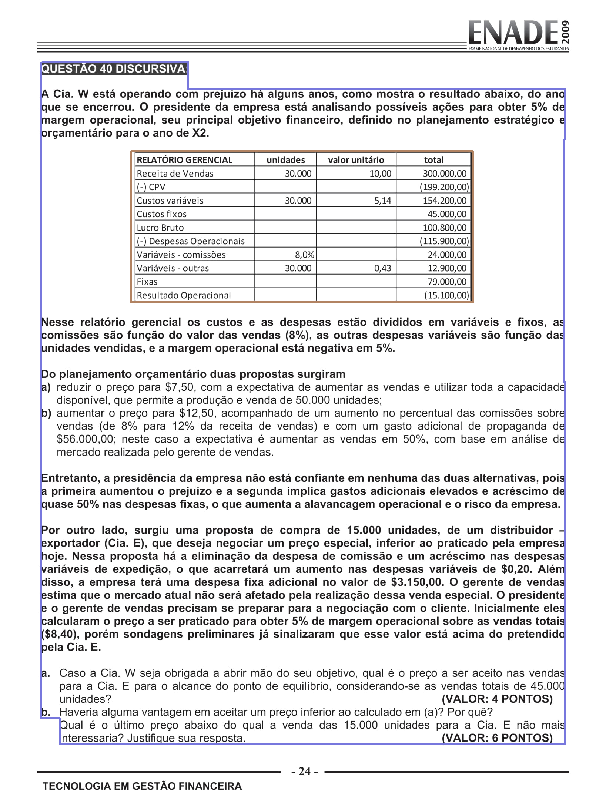 ENADE 2009
EXAME NACIONAL DE DESEMPENHO DOS ESTUDANTES
QUESTÃO 40 DISCURSIVA
A Cia. W está operando com prejuízo há alguns anos, como mostra o resultado abaixo, do ano
que se encerrou. O presidente da empresa está analisando possíveis ações para obter 5% de
margem operacional, seu principal objetivo financeiro, definido no planejamento estratégico e
orçamentário para o ano de X2.
RELATÓRIO GERENCIAL unidades valor unitário total
Receita de Vendas 30.000 10,00 300.000,00
(-) CPV (199.200,00)
Custos variáveis 30.000 5,14 154.200,00
Custos fixos 45.000,00
Lucro Bruto 100.800,00
(-) Despesas Operacionais (115.900,00)
Variáveis - comissões 8,0% 24.000,00
Variáveis - outras 30.000 0,43 12.900,00
Fixas 79.000,00
Resultado Operacional (15.100,00)
Nesse relatório gerencial os custos e as despesas estão divididos em variáveis e fixos, as
comissões são função do valor das vendas (8%), as outras despesas variáveis são função das
unidades vendidas, e a margem operacional está negativa em 5%.
Do planejamento orçamentário duas propostas surgiram
a) reduzir o preço para $7,50, com a expectativa de aumentar as vendas e utilizar toda a capacidade
disponível, que permite a produção e venda de 50.000 unidades;
b) aumentar o preço para $12,50, acompanhado de um aumento no percentual das comissões sobre
vendas (de 8% para 12% da receita de vendas) e com um gasto adicional de propaganda de
$56.000,00; neste caso a expectativa é aumentar as vendas em 50%, com base em análise de
mercado realizada pelo gerente de vendas.
Entretanto, a presidência da empresa não está confiante em nenhuma das duas alternativas, pois
a primeira aumentou o prejuízo e a segunda implica gastos adicionais elevados e acréscimo de
quase 50% nas despesas fixas, o que aumenta a alavancagem operacional e o risco da empresa.
Por outro lado, surgiu uma proposta de compra de 15.000 unidades, de um distribuidor –
exportador (Cia. E), que deseja negociar um preço especial, inferior ao praticado pela empresa
hoje. Nessa proposta há a eliminação da despesa de comissão e um acréscimo nas despesas
variáveis de expedição, o que acarretará um aumento nas despesas variáveis de $0,20. Além
disso, a empresa terá uma despesa fixa adicional no valor de $3.150,00. O gerente de vendas
estima que o mercado atual não será afetado pela realização dessa venda especial. O presidente
e o gerente de vendas precisam se preparar para a negociação com o cliente. Inicialmente eles
calcularam o preço a ser praticado para obter 5% de margem operacional sobre as vendas totais
($8,40), porém sondagens preliminares já sinalizaram que esse valor está acima do pretendido
pela Cia. E.
a. Caso a Cia. W seja obrigada a abrir mão do seu objetivo, qual é o preço a ser aceito nas vendas
para a Cia. E para o alcance do ponto de equilíbrio, considerando-se as vendas totais de 45.000
unidades? (VALOR: 4 PONTOS)
b. Haveria alguma vantagem em aceitar um preço inferior ao calculado em (a)? Por quê?
Qual é o último preço abaixo do qual a venda das 15.000 unidades para a Cia. E não mais
interessaria? Justifique sua resposta. (VALOR: 6 PONTOS)
- 24 -
TECNOLOGIA EM GESTÃO FINANCEIRA